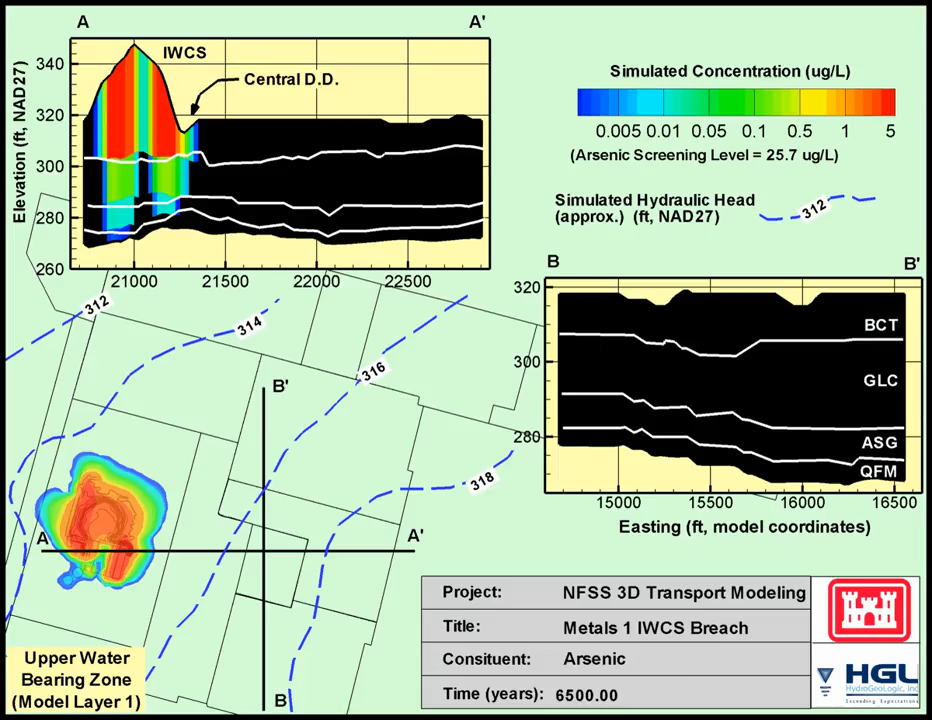 A A'
IWCS
Central D.D.
Elevation (ft, NAD27)
340
320
300
280
260
21000 21500 22000 22500
Simulated Concentration (ug/L)
0.005 0.01 0.05 0.1 0.5 1 5
(Arsenic Screening Level = 25.7 ug/L)
Simulated Hydraulic Head
(approx.) (ft, NAD27)
312
B B'
320
300
280
BCT
GLC
ASG
QFM
15000 15500 16000 16500
Easting (ft, model coordinates)
312
314
316
318
B'
A A'
B
Upper Water
Bearing Zone
(Model Layer 1)
Project: NFSS 3D Transport Modeling
Title: Metals 1 IWCS Breach
Consituent: Arsenic
Time (years): 6500.00
HGL
HydroGeoLogic, Inc
Exceeding Expectations